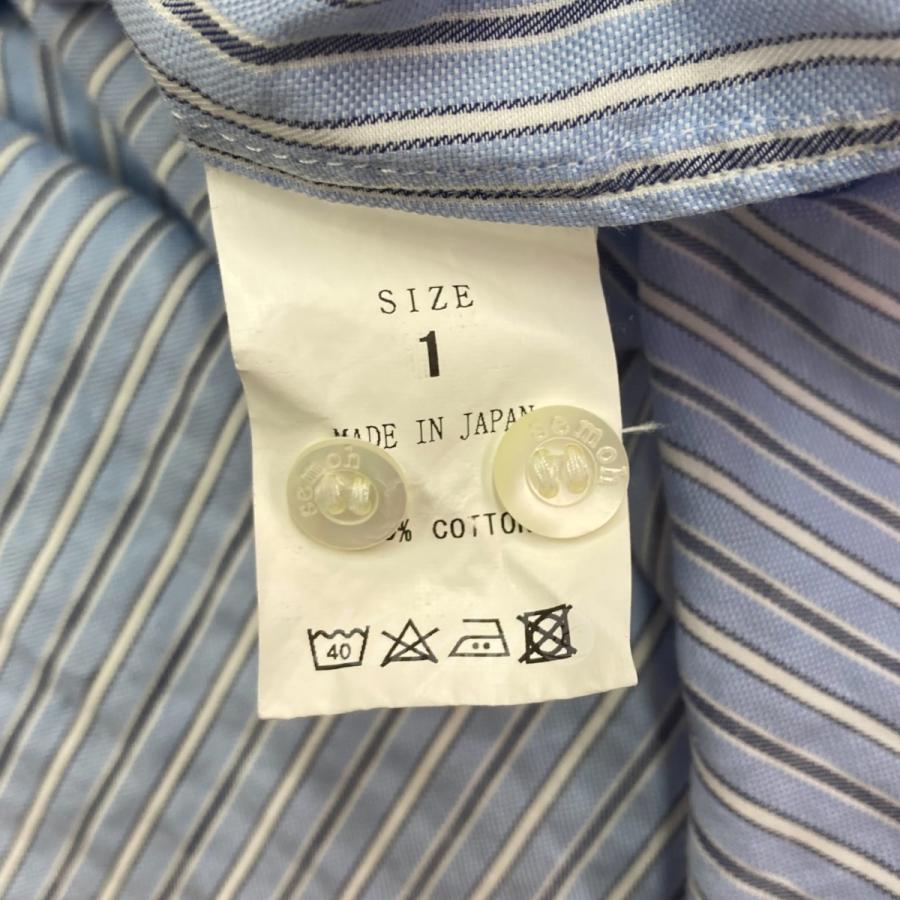 SIZE
1
MADE IN JAPAN
semoh
semoh
% COTTON
40